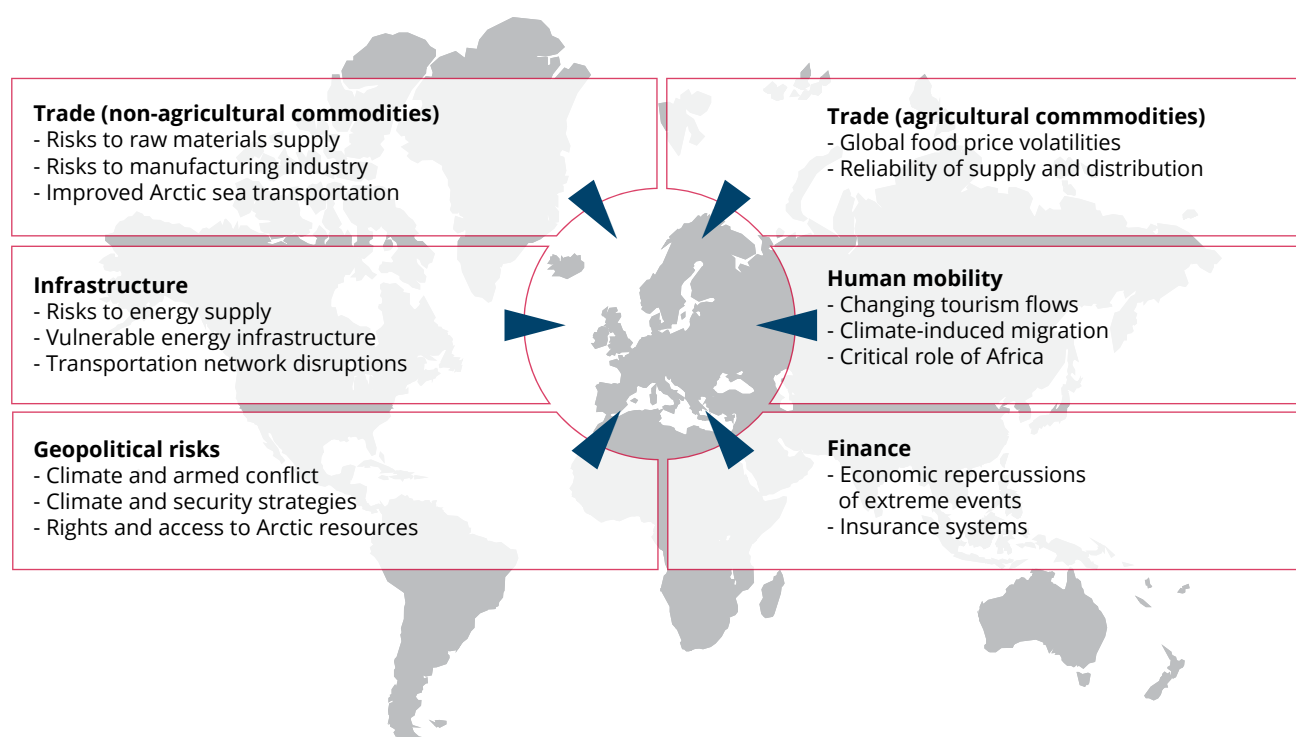 Trade (non-agricultural commodities)
- Risks to raw materials supply
- Risks to manufacturing industry
- Improved Arctic sea transportation
Trade (agricultural commmodities)
- Global food price volatilities
- Reliability of supply and distribution
Infrastructure
- Risks to energy supply
- Vulnerable energy infrastructure
- Transportation network disruptions
Human mobility
- Changing tourism flows
- Climate-induced migration
- Critical role of Africa
Geopolitical risks
- Climate and armed conflict
- Climate and security strategies
- Rights and access to Arctic resources
Finance
- Economic repercussions
of extreme events
- Insurance systems